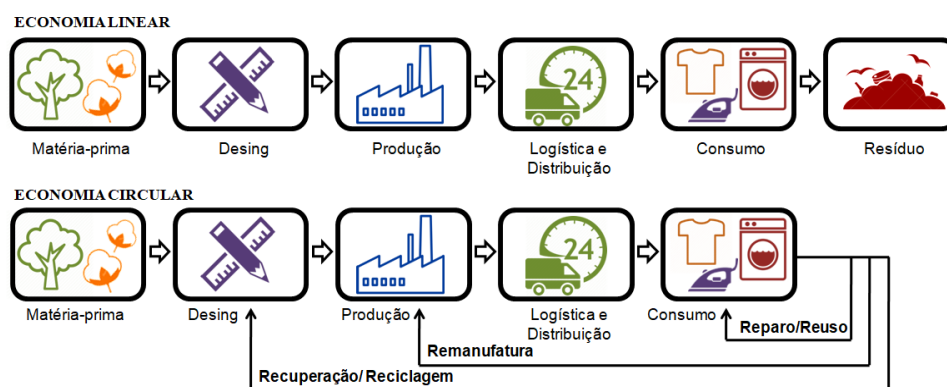 ECONOMIA LINEAR
24
Matéria-prima
Desing
Produção
Logística e
Distribuição
Consumo
Resíduo
ECONOMIA CIRCULAR
24
Matéria-prima
Desing
Produção
Logística e
Distribuição
Consumo
Reparo/Reuso
Remanufatura
Recuperação/ Reciclagem